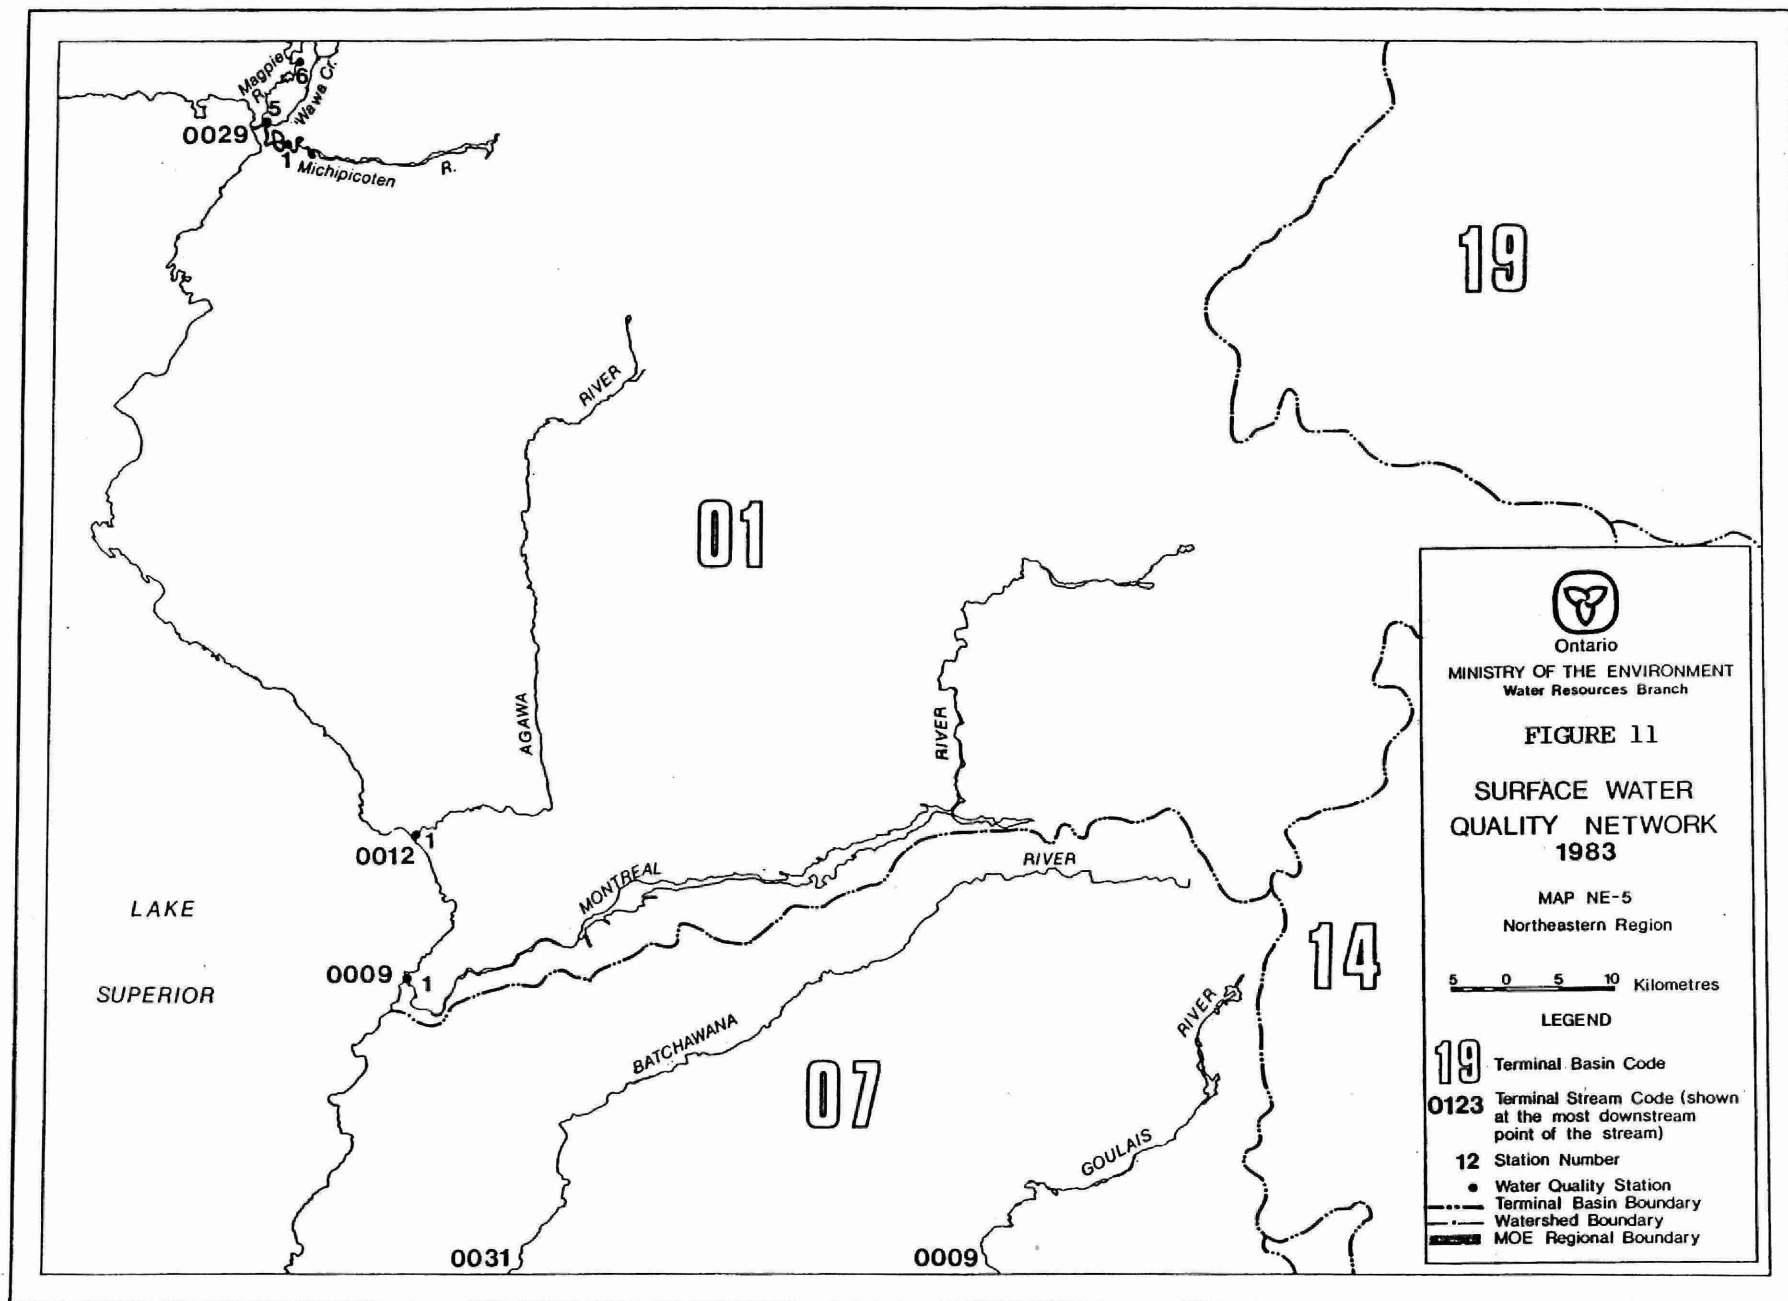 Magpie
R.
6
Wawa Cr.
5
0029
1
Michipicoten
R.
19
RIVER
01
AGAWA
RIVER
1
0012
MONTREAL
RIVER
LAKE
SUPERIOR
0009
1
14
BATCHAWANA
RIVER
07
GOULAIS
0031
0009
Ontario
MINISTRY OF THE ENVIRONMENT
Water Resources Branch
FIGURE 11
SURFACE WATER
QUALITY NETWORK
1983
MAP NE-5
Northeastern Region
5 0 5 10 Kilometres
LEGEND
19 Terminal Basin Code
0123 Terminal Stream Code (shown
at the most downstream
point of the stream)
12 Station Number
Water Quality Station
Terminal Basin Boundary
Watershed Boundary
MOE Regional Boundary